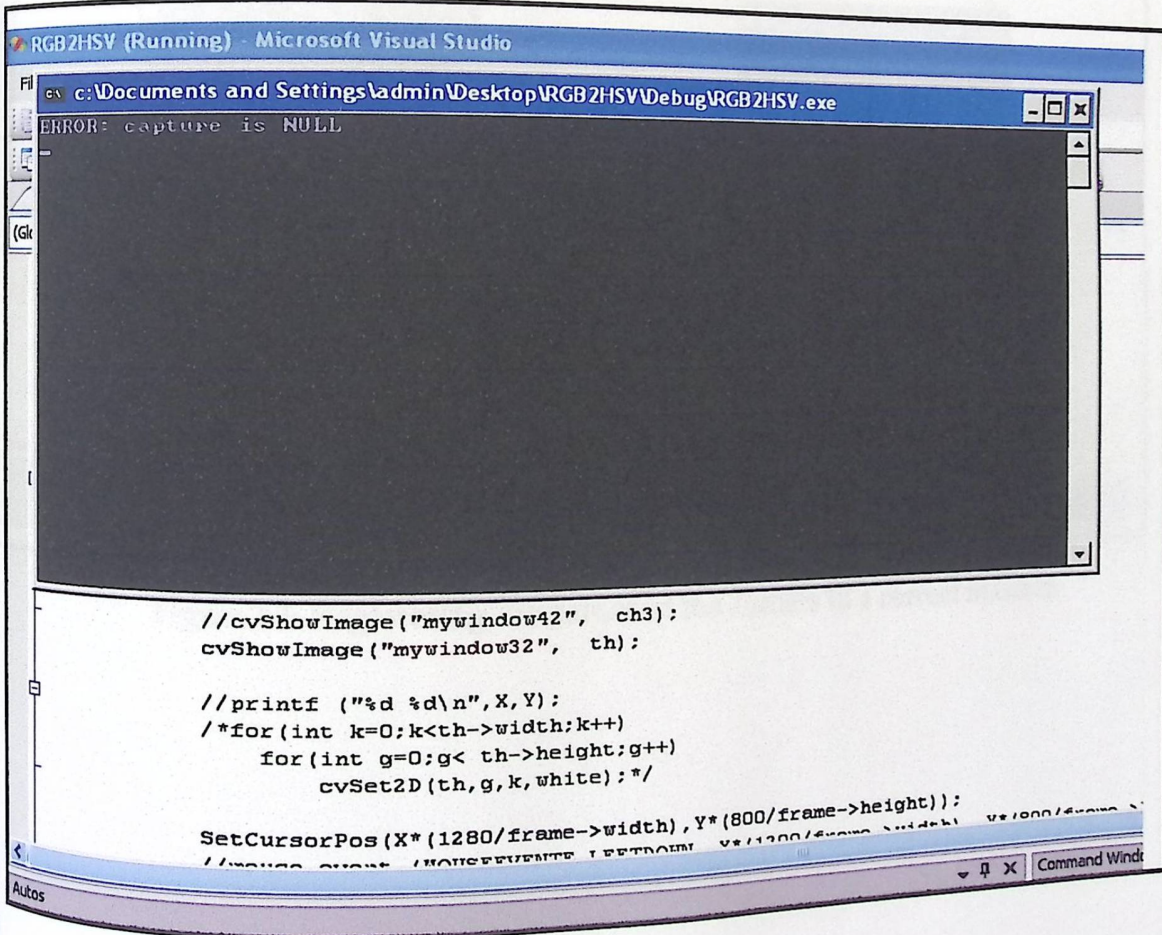 RGB2HSV (Running) - Microsoft Visual Studio
c:\Documents and Settings\admin\Desktop\RGB2HSV\Debug\RGB2HSV.exe
ERROR: capture is NULL
//cvShowImage("mywindow42", ch3);
cvShowImage("mywindow32", th);
//printf ("%d %d\n",X,Y);
/*for(int k=0;k<th->width;k++)
for(int g=0;g< th->height;g++)
cvSet2D(th,g,k,white);*/
SetCursorPos(X*(1280/frame->width),Y*(800/frame->height));
Autos
Command